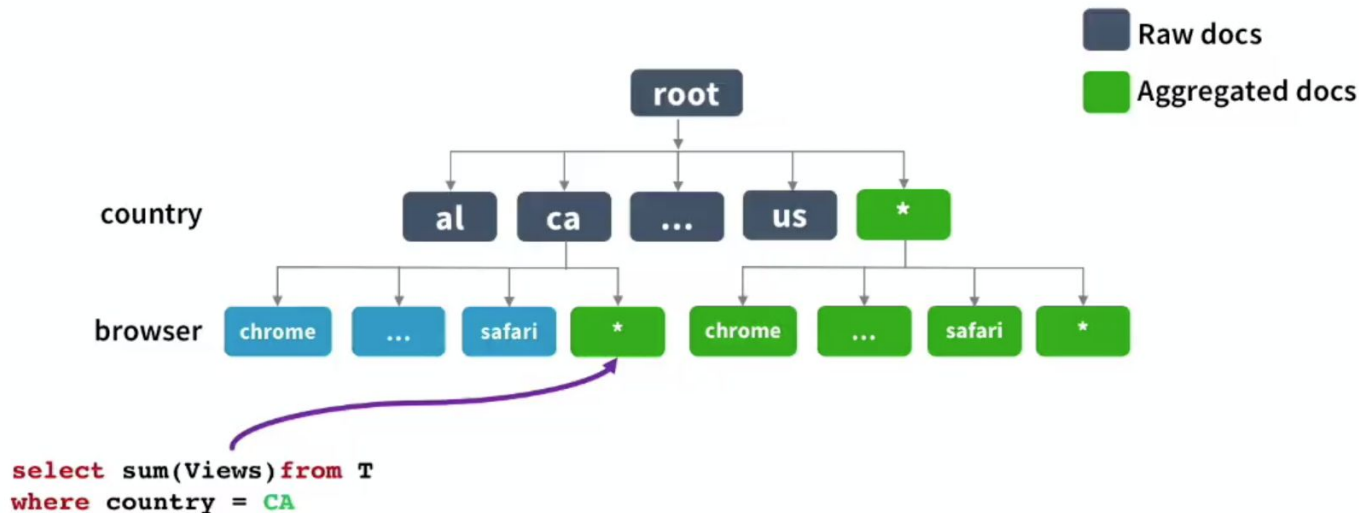 Raw docs
Aggregated docs
root
country
al ca ... us *
browser
chrome ... safari * chrome ... safari *
select sum(Views)from T
where country = CA